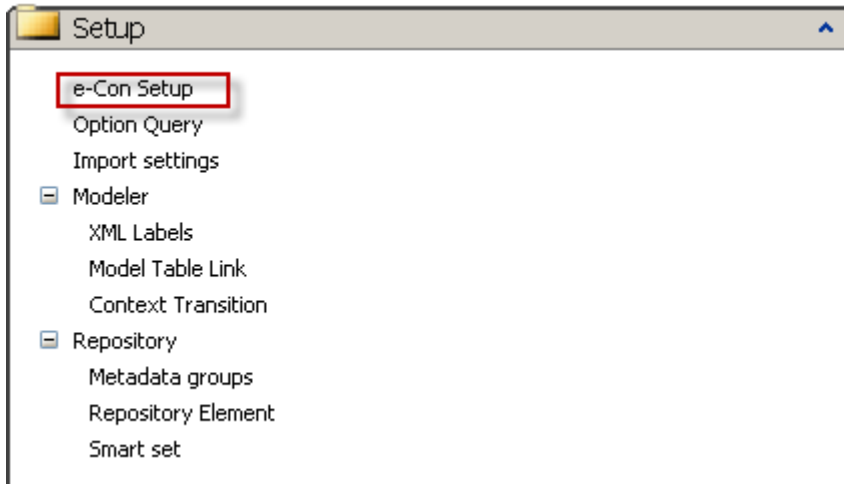 Setup
e-Con Setup
Option Query
Import settings
Modeler
XML Labels
Model Table Link
Context Transition
Repository
Metadata groups
Repository Element
Smart set